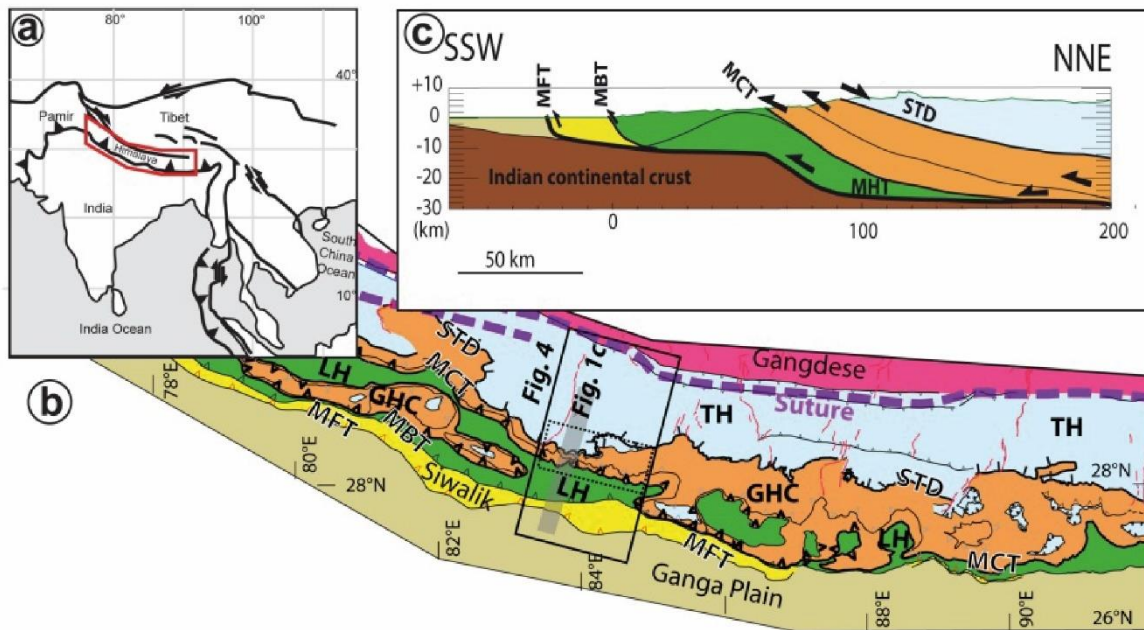 a
80°
100°
40°
Pamir
Tibet
Himalaya
India
South
China
Ocean
10°
India Ocean
c
SSW
NNE
MFT
MBT
MCT
STD
+10
0
-10
-20
-30
(km)
Indian continental crust
MHT
0
100
200
50 km
b
STD
MCT
LH
GHC
MBT
MFT
Siwalik
Fig. 4
Fig. 1c
Gangdese
Suture
TH
TH
LH
GHC
STD
28°N
LH
MCT
MFT
Ganga Plain
78°E
80°E
28°N
82°E
84°E
88°E
90°E
26°N